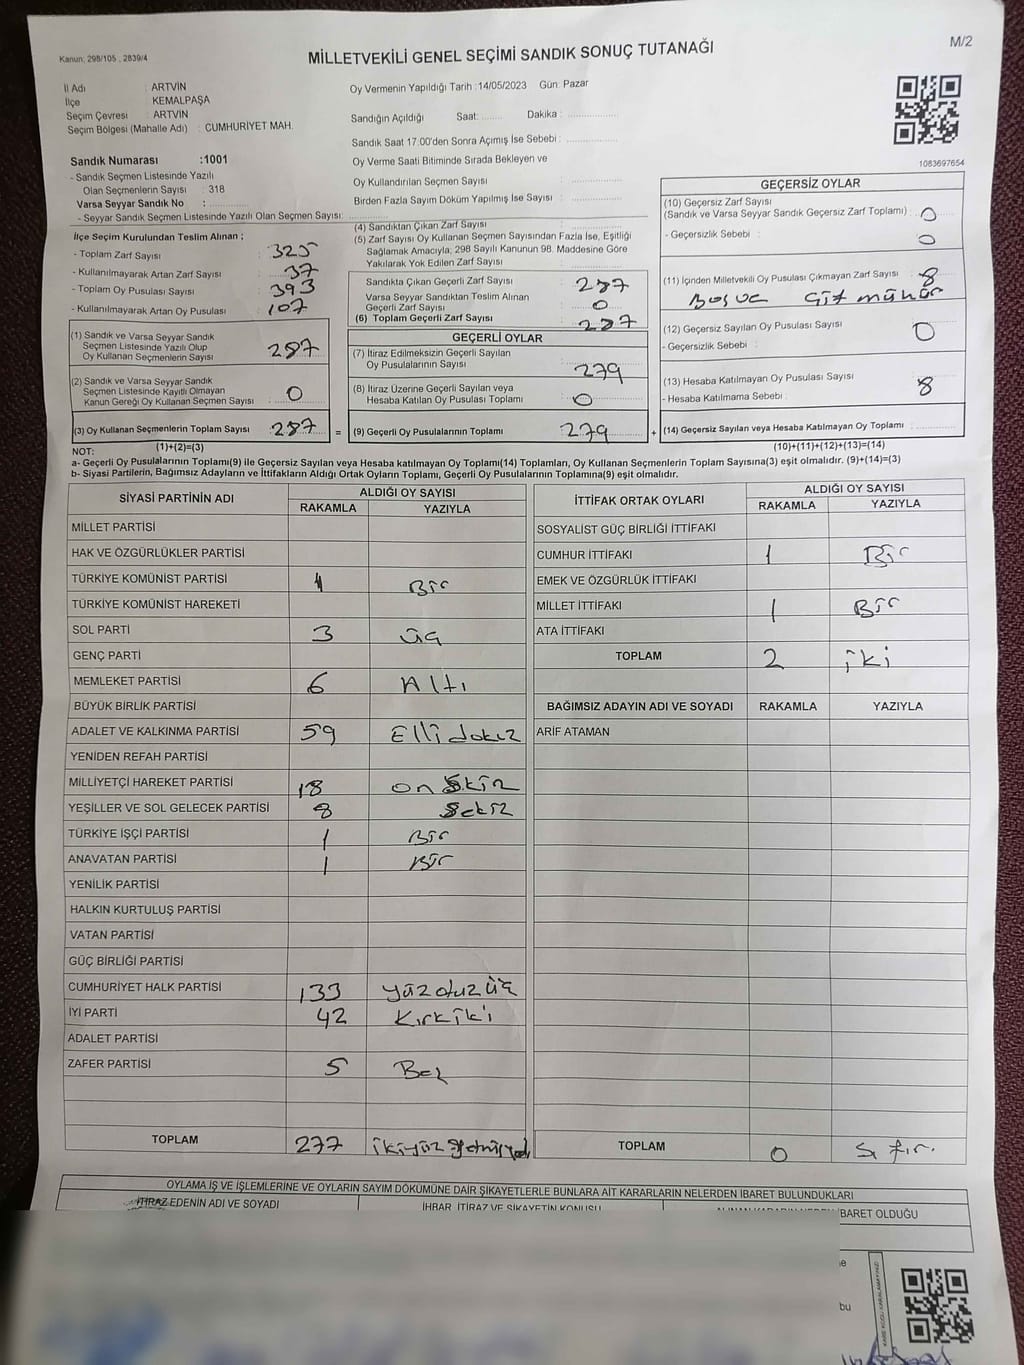 Kanun; 298/105 , 2839/4
MİLLETVEKİLİ GENEL SEÇİMİ SANDIK SONUÇ TUTANAĞI
M/2
İl Adı : ARTVİN
İlçe : KEMALPAŞA
Seçim Çevresi : ARTVİN
Seçim Bölgesi (Mahalle Adı) : CUMHURİYET MAH.
Oy Vermenin Yapıldığı Tarih :14/05/2023 Gün: Pazar
Sandığın Açıldığı Saat: ........ Dakika : ...............
Sandık Saat 17:00'den Sonra Açımış İse Sebebi : ...............
Oy Verme Saati Bitiminde Sırada Bekleyen ve
Oy Kullandırılan Seçmen Sayısı ...............
Birden Fazla Sayım Döküm Yapılmış İse Sayısı : ...............
1083697654
Sandık Numarası :1001
- Sandık Seçmen Listesinde Yazılı
Olan Seçmenlerin Sayısı : 318
Varsa Seyyar Sandık No : ...............
- Seyyar Sandık Seçmen Listesinde Yazılı Olan Seçmen Sayısı: ...............
İlçe Seçim Kurulundan Teslim Alınan ;
- Toplam Zarf Sayısı : 325
- Kullanılmayarak Artan Zarf Sayısı : 37
- Toplam Oy Pusulası Sayısı : 393
- Kullanılmayarak Artan Oy Pusulası : 107
(1) Sandık ve Varsa Seyyar Sandık
Seçmen Listesinde Yazılı Olup
Oy Kullanan Seçmenlerin Sayısı : 287
(2) Sandık ve Varsa Seyyar Sandık
Seçmen Listesinde Kayıtlı Olmayan
Kanun Gereği Oy Kullanan Seçmen Sayısı : 0
(3) Oy Kullanan Seçmenlerin Toplam Sayısı : 287 =
(1)+(2)=(3)
(4) Sandıktan Çıkan Zarf Sayısı : ...............
(5) Zarf Sayısı Oy Kullanan Seçmen Sayısından Fazla İse, Eşitliği
Sağlamak Amacıyla; 298 Sayılı Kanunun 98. Maddesine Göre
Yakılarak Yok Edilen Zarf Sayısı : ...............
Sandıkta Çıkan Geçerli Zarf Sayısı : 287
Varsa Seyyar Sandıktan Teslim Alınan
Geçerli Zarf Sayısı : 0
(6) Toplam Geçerli Zarf Sayısı : 287
GEÇERLİ OYLAR
(7) İtiraz Edilmeksizin Geçerli Sayılan
Oy Pusulalarının Sayısı : 279
(8) İtiraz Üzerine Geçerli Sayılan veya
Hesaba Katılan Oy Pusulası Toplamı : 0
(9) Geçerli Oy Pusulalarının Toplamı : 279 +
GEÇERSİZ OYLAR
(10) Geçersiz Zarf Sayısı
(Sandık ve Varsa Seyyar Sandık Geçersiz Zarf Toplamı) : 0
- Geçersizlik Sebebi : 0
(11) İçinden Milletvekili Oy Pusulası Çıkmayan Zarf Sayısı : 8
Boş ve Çift mühür
(12) Geçersiz Sayılan Oy Pusulası Sayısı : 0
- Geçersizlik Sebebi :
(13) Hesaba Katılmayan Oy Pusulası Sayısı : 8
- Hesaba Katılmama Sebebi :
(14) Geçersiz Sayılan veya Hesaba Katılmayan Oy Toplamı : ...............
(10)+(11)+(12)+(13)=(14)
NOT:
a- Geçerli Oy Pusulalarının Toplamı(9) ile Geçersiz Sayılan veya Hesaba katılmayan Oy Toplamı(14) Toplamları, Oy Kullanan Seçmenlerin Toplam Sayısına(3) eşit olmalıdır. (9)+(14)=(3)
b- Siyasi Partilerin, Bağımsız Adayların ve İttifakların Aldığı Ortak Oyların Toplamı, Geçerli Oy Pusulalarının Toplamına(9) eşit olmalıdır.
SİYASİ PARTİNİN ADI ALDIĞI OY SAYISI
RAKAMLA YAZIYLA
MİLLET PARTİSİ
HAK VE ÖZGÜRLÜKLER PARTİSİ
TÜRKİYE KOMÜNİST PARTİSİ 1 Bir
TÜRKİYE KOMÜNİST HAREKETİ
SOL PARTİ 3 üç
GENÇ PARTİ
MEMLEKET PARTİSİ 6 Altı
BÜYÜK BİRLİK PARTİSİ
ADALET VE KALKINMA PARTİSİ 59 Elli dokuz
YENİDEN REFAH PARTİSİ
MİLLİYETÇİ HAREKET PARTİSİ 18 on Skiz
YEŞİLLER VE SOL GELECEK PARTİSİ 8 Sekiz
TÜRKİYE İŞÇİ PARTİSİ 1 Bir
ANAVATAN PARTİSİ 1 Bir
YENİLİK PARTİSİ
HALKIN KURTULUŞ PARTİSİ
VATAN PARTİSİ
GÜÇ BİRLİĞİ PARTİSİ
CUMHURİYET HALK PARTİSİ 133 yüz otuz üç
İYİ PARTİ 42 Kırk iki
ADALET PARTİSİ
ZAFER PARTİSİ 5 Beş
TOPLAM 277 ikiyüz yetmişyedi
İTTİFAK ORTAK OYLARI ALDIĞI OY SAYISI
RAKAMLA YAZIYLA
SOSYALİST GÜÇ BİRLİĞİ İTTİFAKI
CUMHUR İTTİFAKI 1 Bir
EMEK VE ÖZGÜRLÜK İTTİFAKI
MİLLET İTTİFAKI 1 Bir
ATA İTTİFAKI
TOPLAM 2 iki
BAĞIMSIZ ADAYIN ADI VE SOYADI RAKAMLA YAZIYLA
ARİF ATAMAN
TOPLAM 0 Sıfır.
OYLAMA İŞ VE İŞLEMLERİNE VE OYLARIN SAYIM DÖKÜMÜNE DAİR ŞİKAYETLERLE BUNLARA AİT KARARLARIN NELERDEN İBARET BULUNDUKLARI
İTİRAZ EDENİN ADI VE SOYADI
İHBAR, İTİRAZ VE ŞİKAYETİN KONUSU
İBARET OLDUĞU
bu